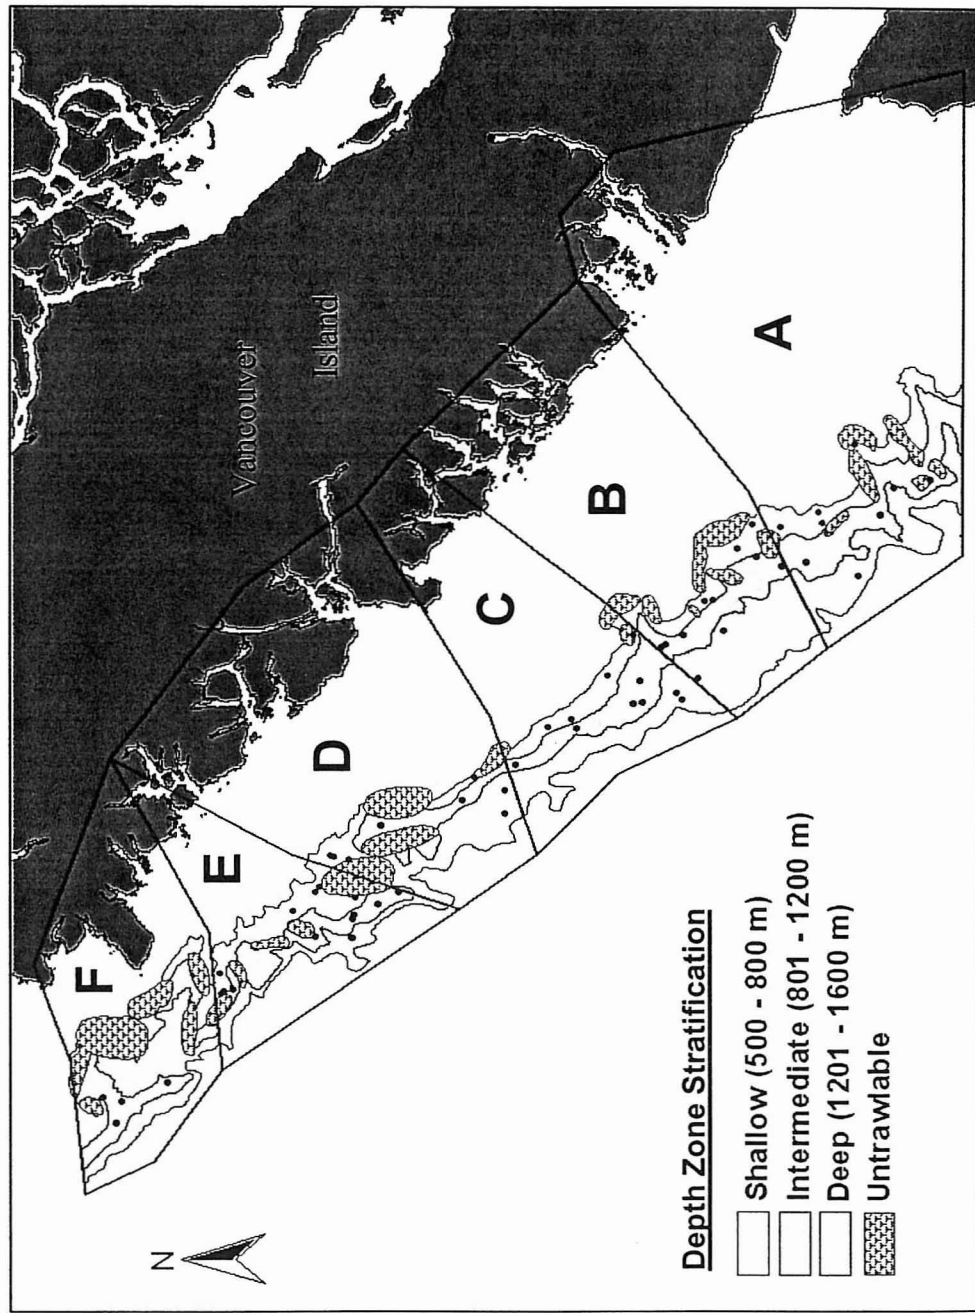 Vancouver
Island
A
B
C
D
E
F
N
Depth Zone Stratification
Shallow (500 - 800 m)
Intermediate (801 - 1200 m)
Deep (1201 - 1600 m)
Untrawlable